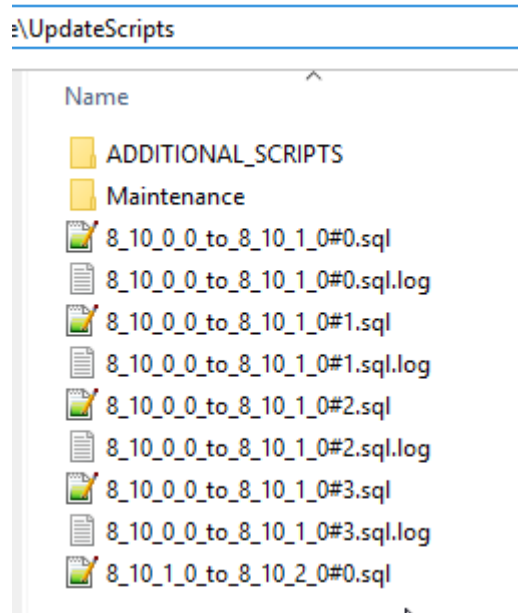 e\UpdateScripts
Name
ADDITIONAL_SCRIPTS
Maintenance
8_10_0_0_to_8_10_1_0#0.sql
8_10_0_0_to_8_10_1_0#0.sql.log
8_10_0_0_to_8_10_1_0#1.sql
8_10_0_0_to_8_10_1_0#1.sql.log
8_10_0_0_to_8_10_1_0#2.sql
8_10_0_0_to_8_10_1_0#2.sql.log
8_10_0_0_to_8_10_1_0#3.sql
8_10_0_0_to_8_10_1_0#3.sql.log
8_10_1_0_to_8_10_2_0#0.sql